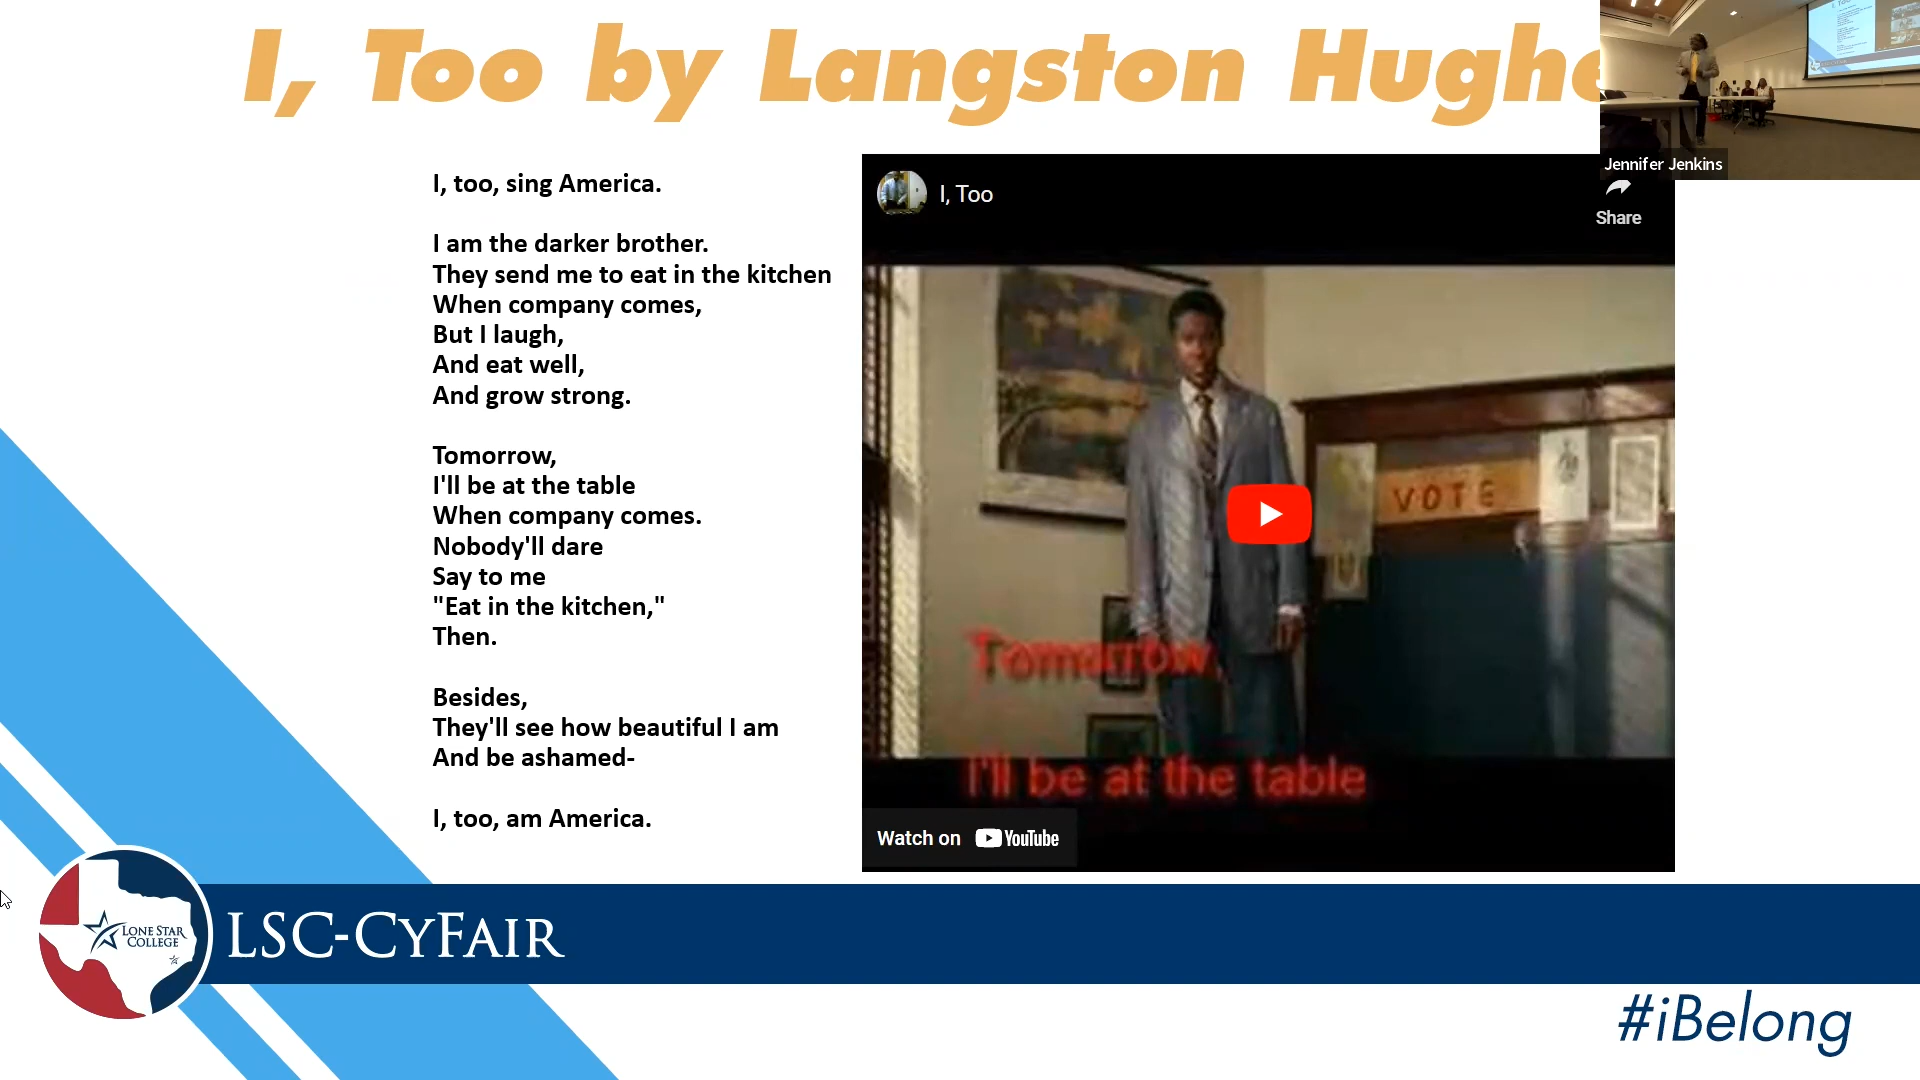 I, Too by Langston Hughe
Jennifer Jenkins
I, too, sing America.
I am the darker brother.
They send me to eat in the kitchen
When company comes,
But I laugh,
And eat well,
And grow strong.
Tomorrow,
I'll be at the table
When company comes.
Nobody'll dare
Say to me
"Eat in the kitchen,"
Then.
Besides,
They'll see how beautiful I am
And be ashamed-
I, too, am America.
I, Too
Share
VOTE
Tomorrow,
I'll be at the table
Watch on YouTube
LONE STAR
COLLEGE
LSC-CYFAIR
#iBelong